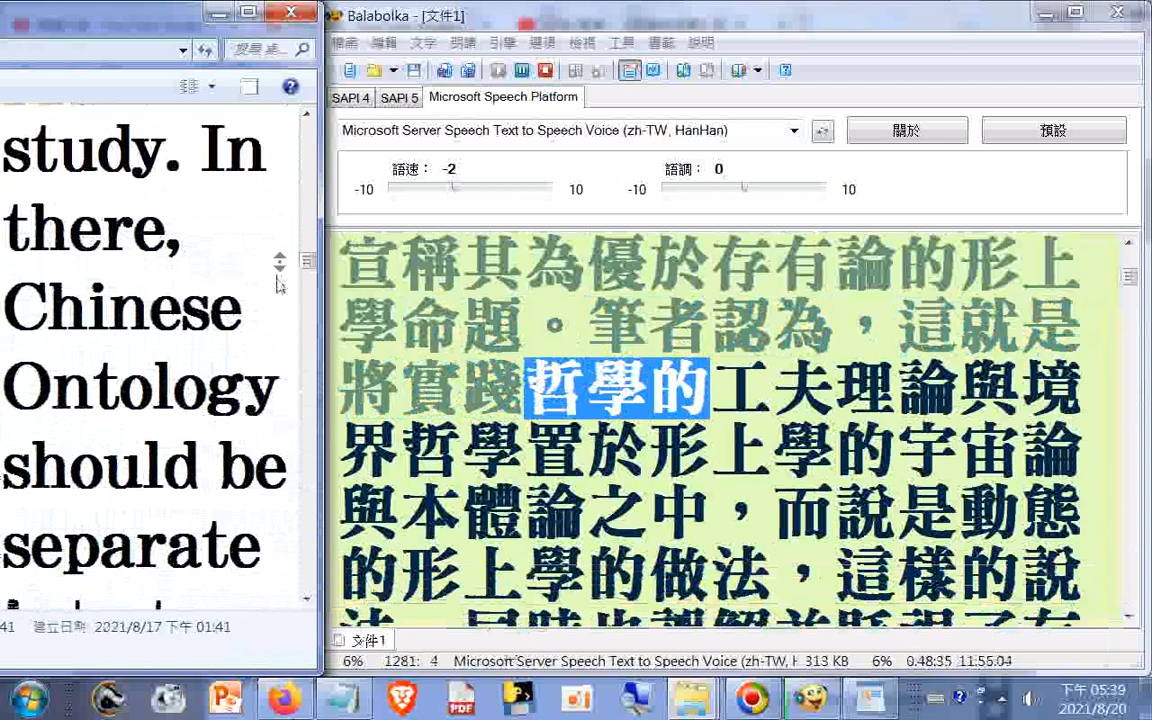 study. In
there,
Chinese
Ontology
should be
separate
41 建立日期: 2021/8/17 下午 01:41
Balabolka - [文件1]
檔案 編輯 文字 朗讀 引擎 選項 檢視 工具 書籤 說明
SAPI 4 SAPI 5 Microsoft Speech Platform
Microsoft Server Speech Text to Speech Voice (zh-TW, HanHan)
關於
預設
語速： -2
語調： 0
-10 10 -10 10
宣稱其為優於存有論的形上
學命題。筆者認為，這就是
將實踐哲學的工夫理論與境
界哲學置於形上學的宇宙論
與本體論之中，而說是動態
的形上學的做法，這樣的說
文件1
6% 1281: 4 Microsoft Server Speech Text to Speech Voice (zh-TW, H 313 KB 6% 0:48:35 11:55:04
PDF
下午 05:39
2021/8/20